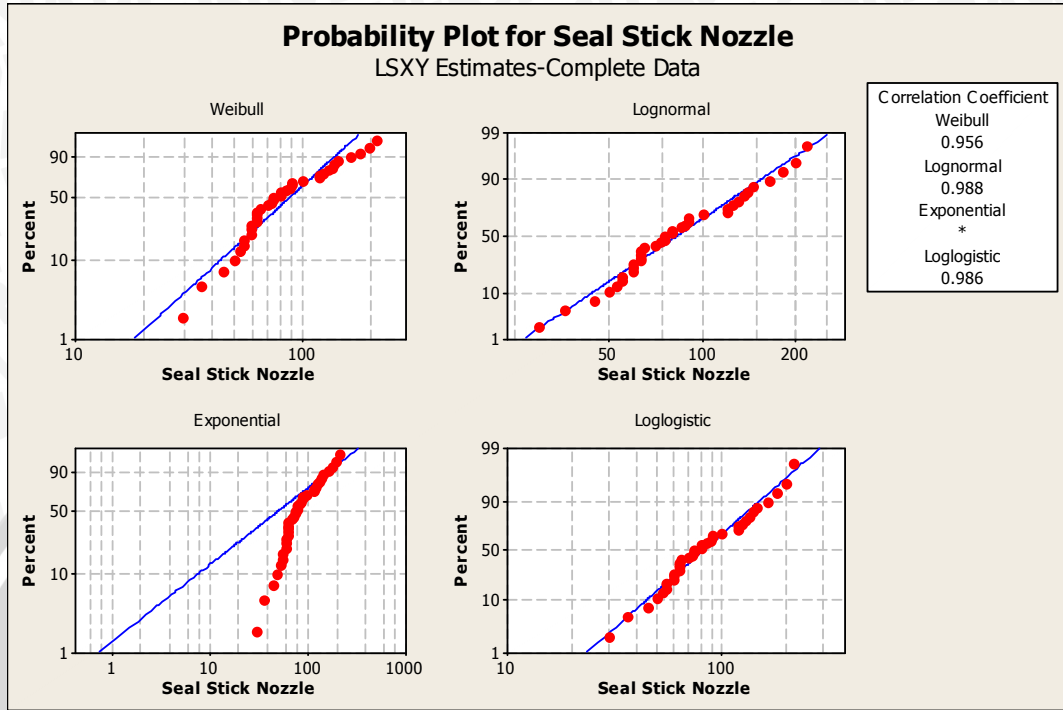 Probability Plot for Seal Stick Nozzle
LSXY Estimates-Complete Data
Weibull
Percent
90
50
10
1
10
100
Seal Stick Nozzle
Lognormal
Percent
99
90
50
10
1
50
100
200
Seal Stick Nozzle
Correlation Coefficient
Weibull
0.956
Lognormal
0.988
Exponential
*
Loglogistic
0.986
Exponential
Percent
90
50
10
1
1
10
100
1000
Seal Stick Nozzle
Loglogistic
Percent
99
90
50
10
1
10
100
Seal Stick Nozzle